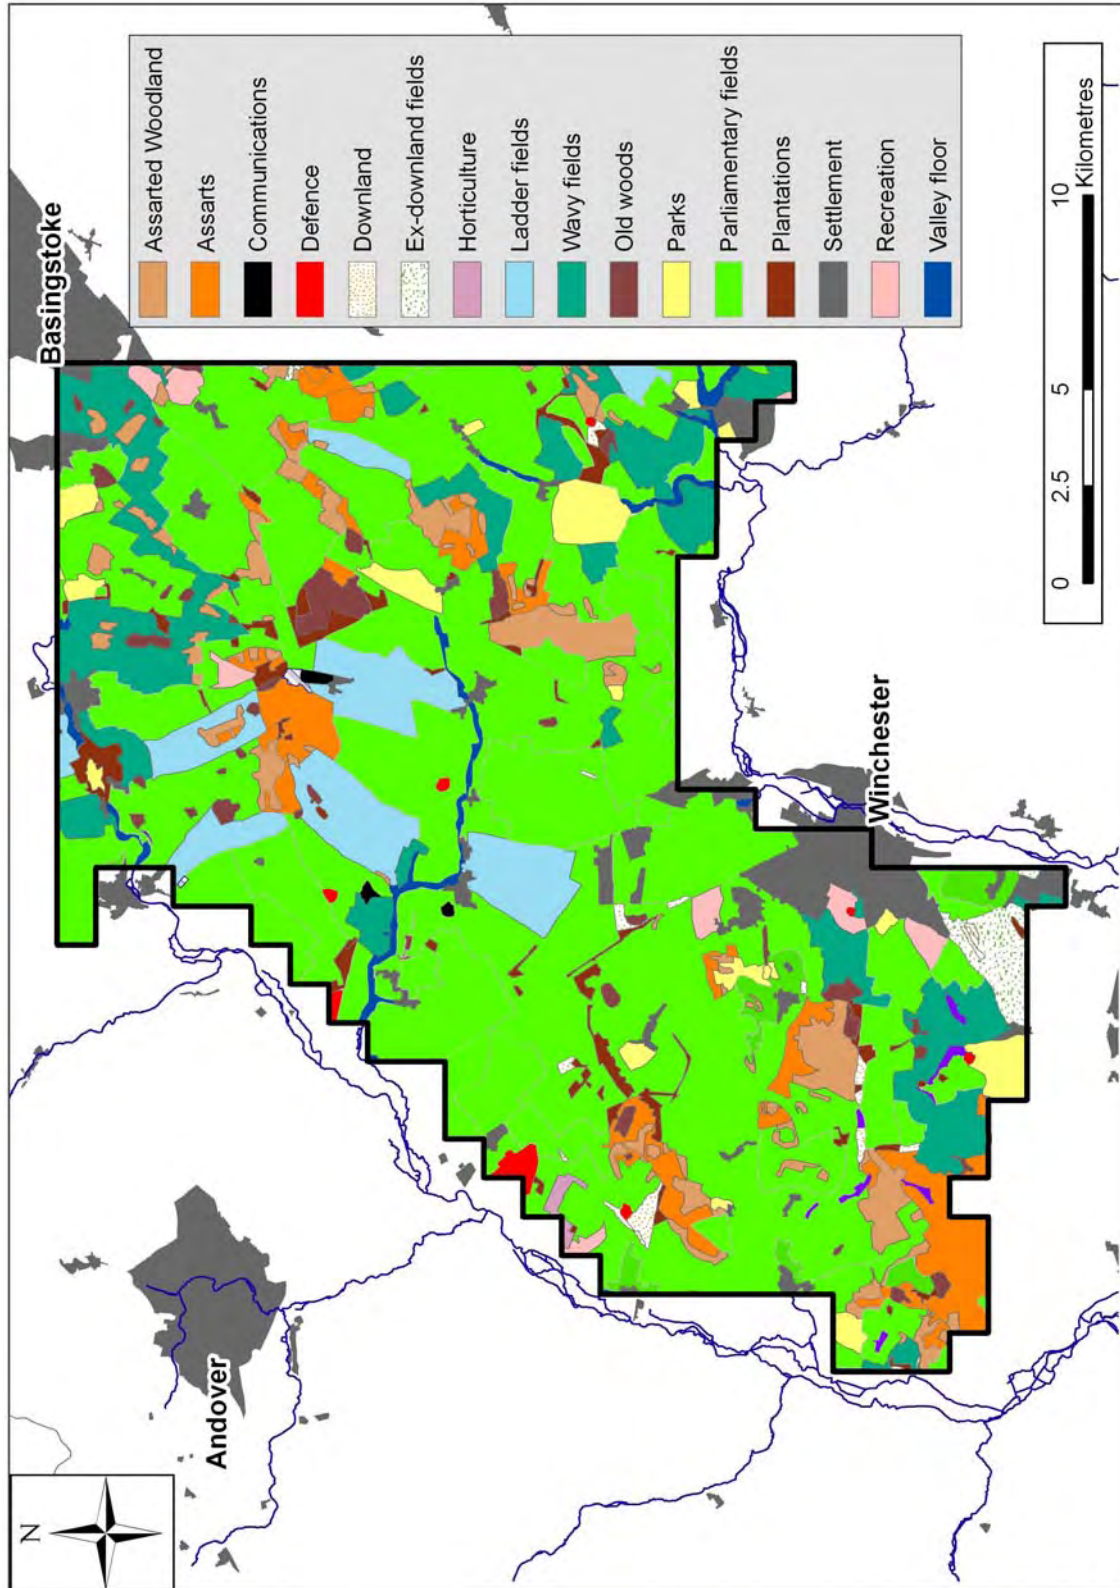 N
Andover
Basingstoke
Winchester
Assarted Woodland
Assarts
Communications
Defence
Downland
Ex-downland fields
Horticulture
Ladder fields
Wavy fields
Old woods
Parks
Parliamentary fields
Plantations
Settlement
Recreation
Valley floor
0 2.5 5 10
Kilometres